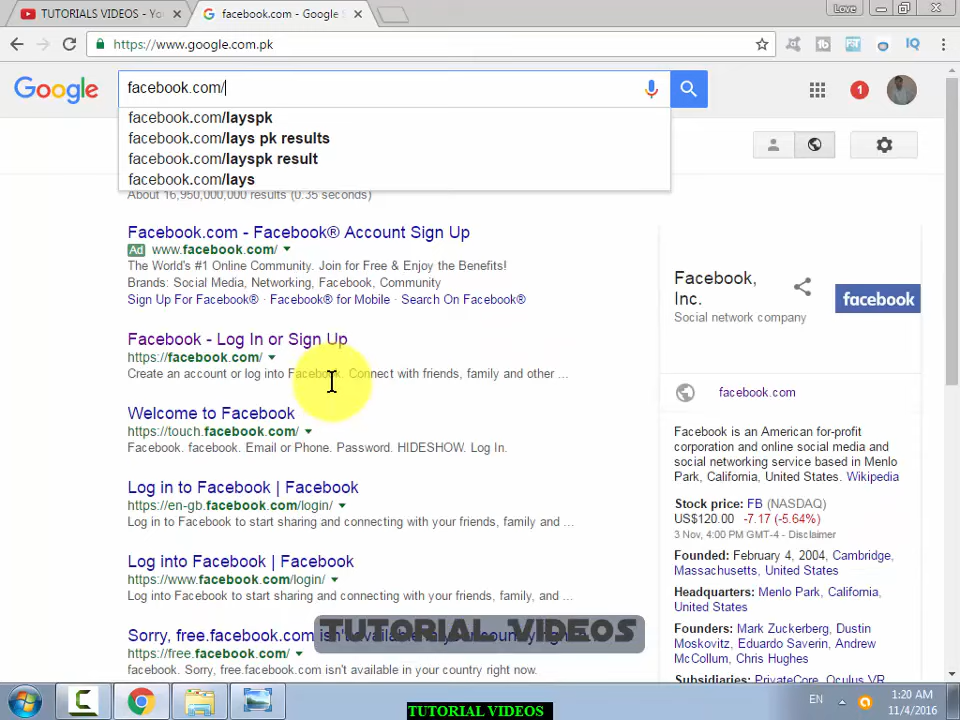 TUTORIALS VIDEOS - Yo
facebook.com - Google S
Love
https://www.google.com.pk
Google
facebook.com/
1
facebook.com/layspk
facebook.com/lays pk results
facebook.com/layspk result
facebook.com/lays
About 16,950,000,000 results (0.35 seconds)
Facebook.com - Facebook® Account Sign Up
Ad www.facebook.com/
The World's #1 Online Community. Join for Free & Enjoy the Benefits!
Brands: Social Media, Networking, Facebook, Community
Sign Up For Facebook® · Facebook® for Mobile · Search On Facebook®
Facebook - Log In or Sign Up
https://facebook.com/
Create an account or log into Facebook. Connect with friends, family and other ...
Welcome to Facebook
https://touch.facebook.com/
Facebook. facebook. Email or Phone. Password. HIDESHOW. Log In.
Log in to Facebook | Facebook
https://en-gb.facebook.com/login/
Log in to Facebook to start sharing and connecting with your friends, family and ...
Log into Facebook | Facebook
https://www.facebook.com/login/
Log into Facebook to start sharing and connecting with your friends, family, and ...
Sorry, free.facebook.com isn't available
https://free.facebook.com/
facebook. Sorry, free.facebook.com isn't available in your country right now.
Facebook,
Inc.
Social network company
facebook
facebook.com
Facebook is an American for-profit
corporation and online social media and
social networking service based in Menlo
Park, California, United States. Wikipedia
Stock price: FB (NASDAQ)
US$120.00 -7.17 (-5.64%)
3 Nov, 4:00 PM GMT-4 - Disclaimer
Founded: February 4, 2004, Cambridge,
Massachusetts, United States
Headquarters: Menlo Park, California,
United States
Founders: Mark Zuckerberg, Dustin
Moskovitz, Eduardo Saverin, Andrew
McCollum, Chris Hughes
Subsidiaries: PrivateCore, Oculus VR,
TUTORIAL VIDEOS
EN
1:20 AM
11/4/2016
TUTORIAL VIDEOS